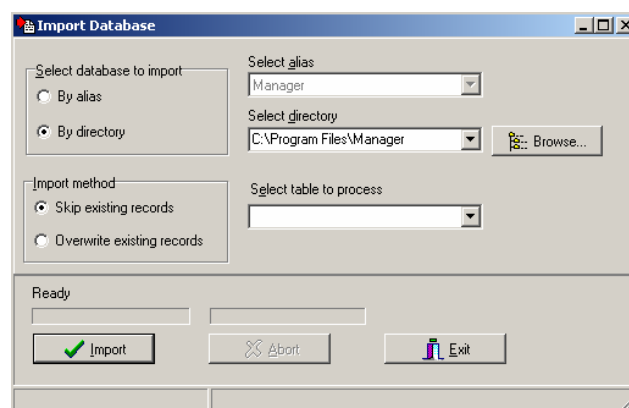 Import Database
Select database to import
By alias
By directory
Select alias
Manager
Select directory
C:\Program Files\Manager
Browse...
Import method
Skip existing records
Overwrite existing records
Select table to process
Ready
Import
Abort
Exit